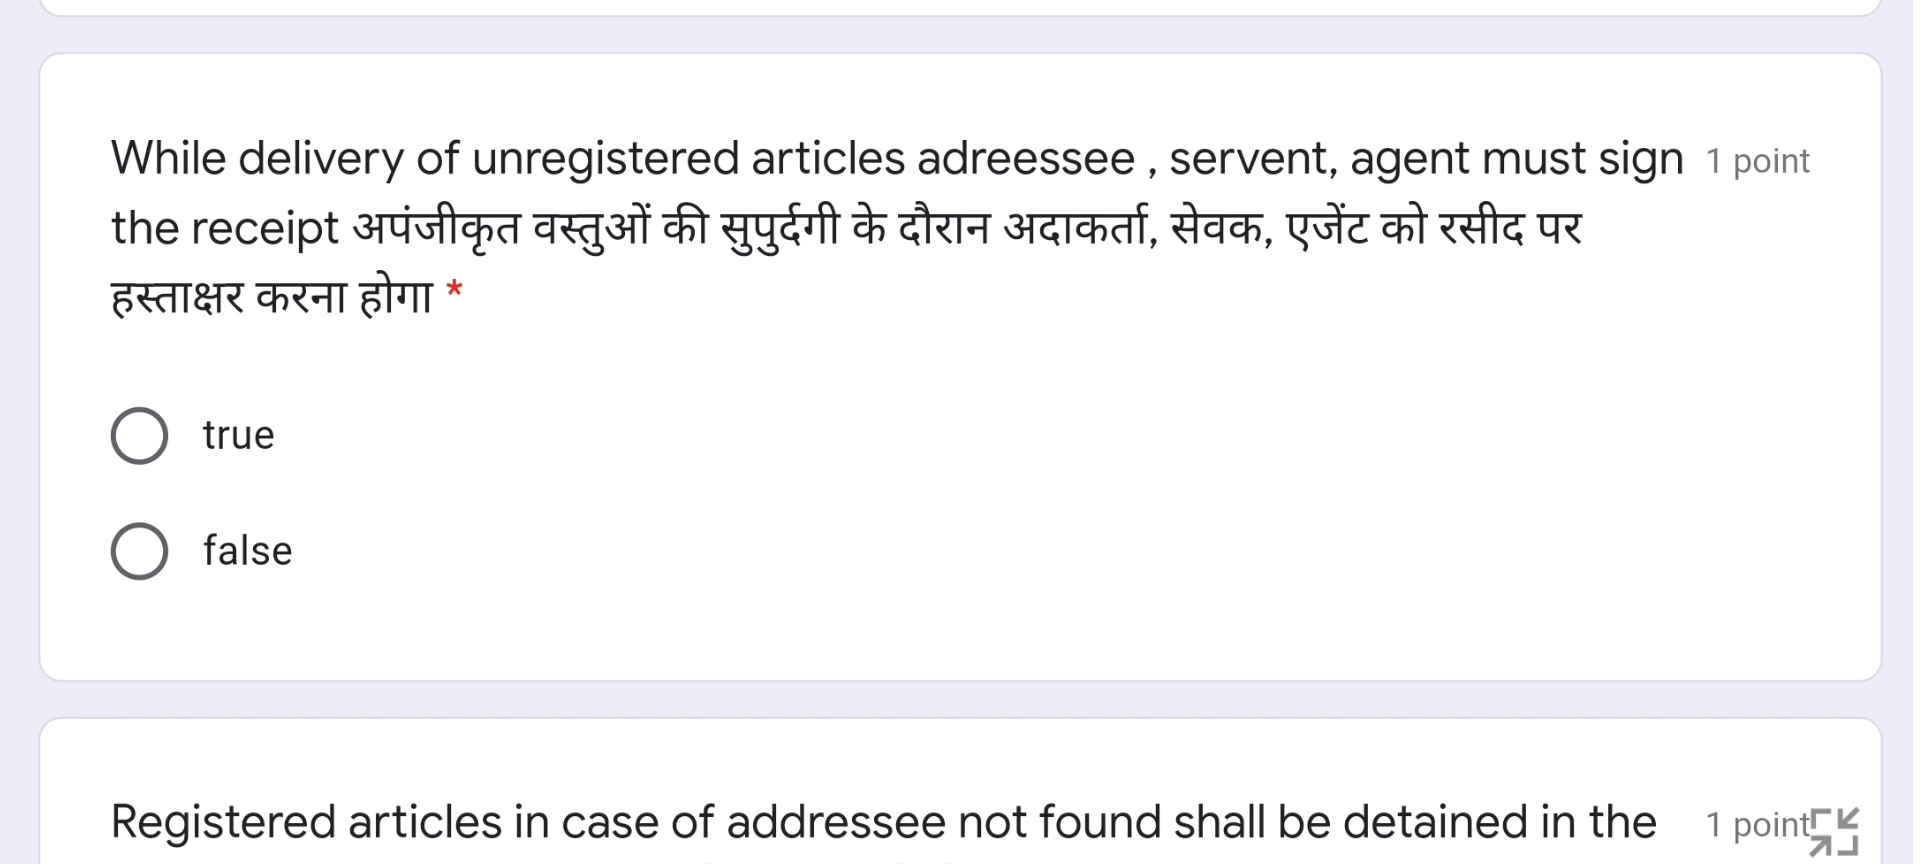 While delivery of unregistered articles adreessee , servent, agent must sign 1 point
the receipt अपंजीकृत वस्तुओं की सुपुर्दगी के दौरान अदाकर्ता, सेवक, एजेंट को रसीद पर
हस्ताक्षर करना होगा *
true
false
Registered articles in case of addressee not found shall be detained in the 1 point